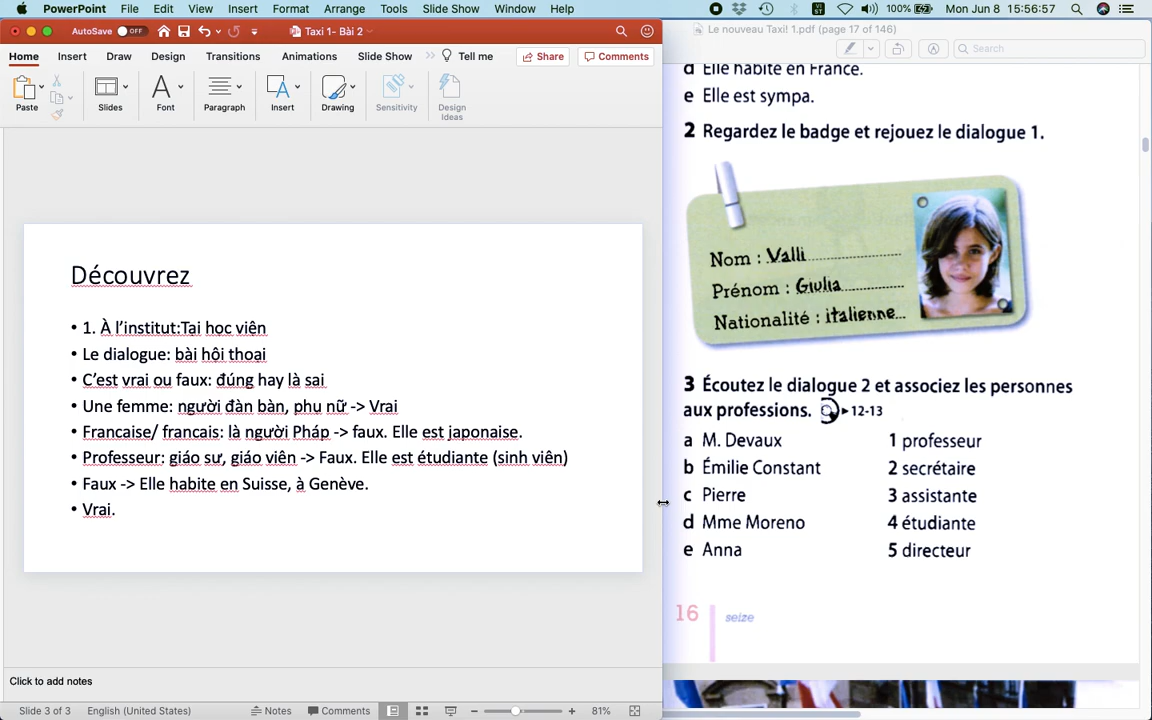 PowerPoint File Edit View Insert Format Arrange Tools Slide Show Window Help VI ST 100% Mon Jun 8 15:56:57
AutoSave OFF Taxi 1- Bài 2
Home Insert Draw Design Transitions Animations Slide Show Tell me Share Comments
Paste Slides Font Paragraph Insert Drawing Sensitivity Design Ideas
Découvrez
• 1. À l’institut:Tại học viện
• Le dialogue: bài hội thoại
• C’est vrai ou faux: đúng hay là sai
• Une femme: người đàn bàn, phụ nữ -> Vrai
• Francaise/ francais: là người Pháp -> faux. Elle est japonaise.
• Professeur: giáo sư, giáo viên -> Faux. Elle est étudiante (sinh viên)
• Faux -> Elle habite en Suisse, à Genève.
• Vrai.
Click to add notes
Slide 3 of 3 English (United States) Notes Comments 81%
Le nouveau Taxi! 1.pdf (page 17 of 146)
Search
d Elle habite en France.
e Elle est sympa.
2 Regardez le badge et rejouez le dialogue 1.
Nom : Valli
Prénom : Giulia
Nationalité : italienne
3 Écoutez le dialogue 2 et associez les personnes
aux professions. ▶12-13
a M. Devaux 1 professeur
b Émilie Constant 2 secrétaire
c Pierre 3 assistante
d Mme Moreno 4 étudiante
e Anna 5 directeur
16 seize